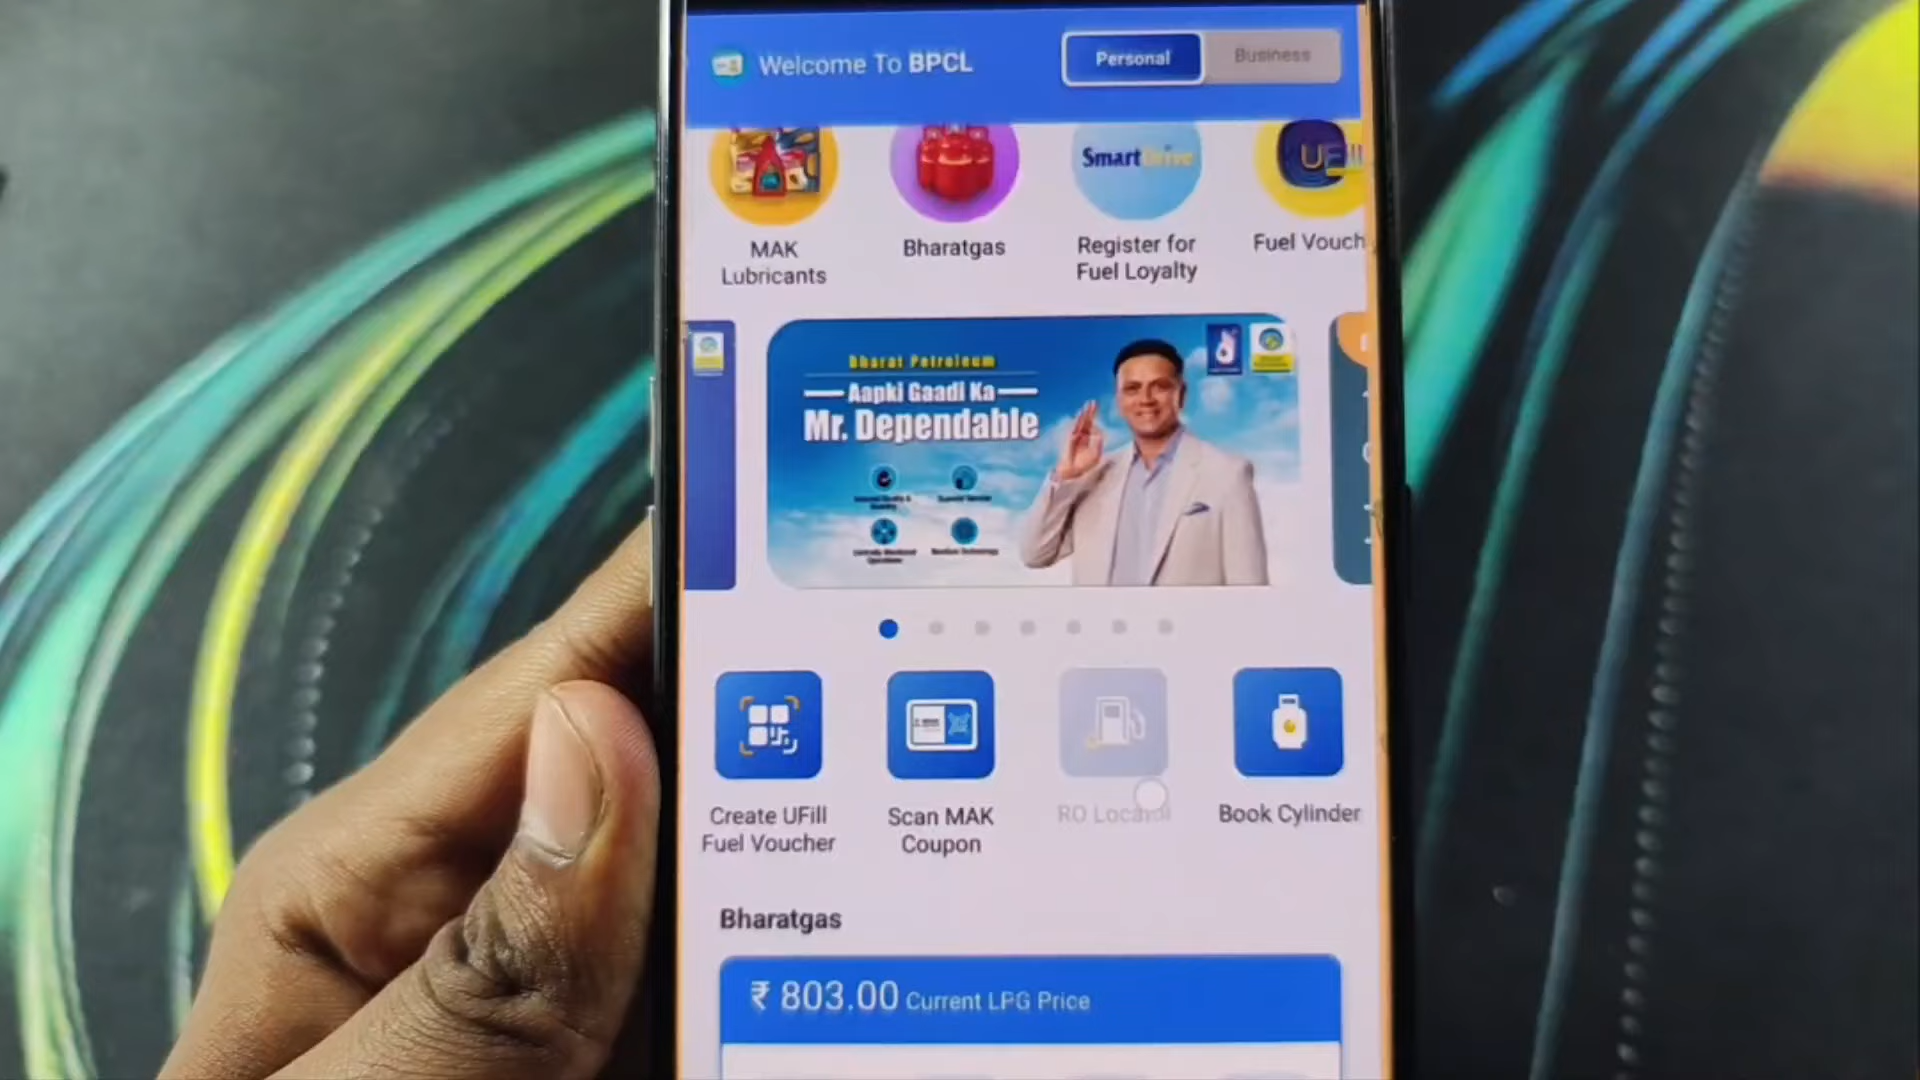 Welcome To BPCL
Personal
Business
SmartDrive
UFill
MAK
Lubricants
Bharatgas
Register for
Fuel Loyalty
Fuel Vouch
Bharat Petroleum
Aapki Gaadi Ka
Mr. Dependable
Create UFill
Fuel Voucher
Scan MAK
Coupon
RO Locator
Book Cylinder
Bharatgas
₹ 803.00 Current LPG Price